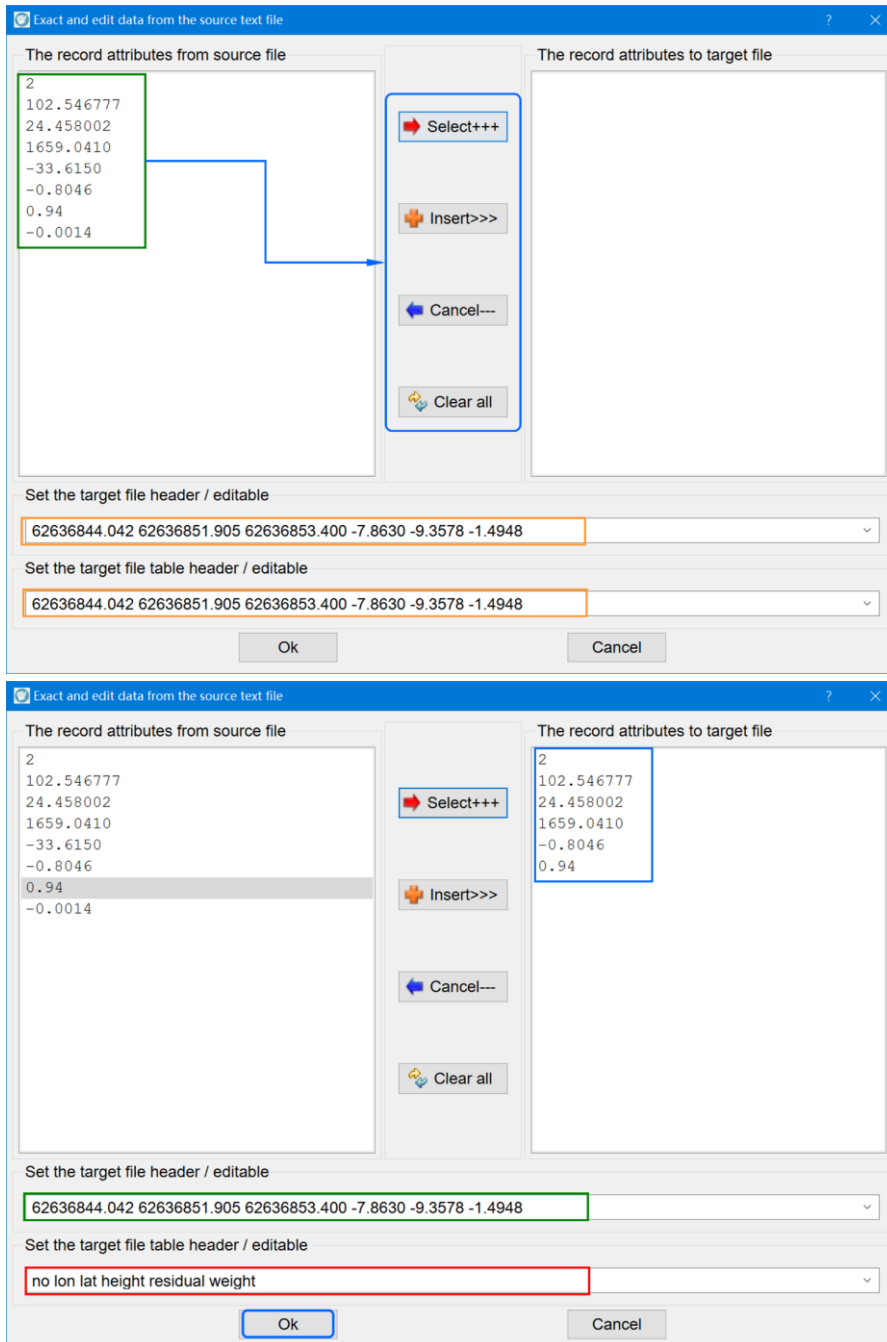 Exact and edit data from the source text file
The record attributes from source file
The record attributes to target file
2
102.546777
24.458002
1659.0410
-33.6150
-0.8046
0.94
-0.0014
Select+++
Insert>>>
Cancel---
Clear all
Set the target file header / editable
62636844.042 62636851.905 62636853.400 -7.8630 -9.3578 -1.4948
Set the target file table header / editable
62636844.042 62636851.905 62636853.400 -7.8630 -9.3578 -1.4948
Ok
Cancel
Exact and edit data from the source text file
The record attributes from source file
The record attributes to target file
2
102.546777
24.458002
1659.0410
-33.6150
-0.8046
0.94
-0.0014
Select+++
Insert>>>
Cancel---
Clear all
2
102.546777
24.458002
1659.0410
-0.8046
0.94
Set the target file header / editable
62636844.042 62636851.905 62636853.400 -7.8630 -9.3578 -1.4948
Set the target file table header / editable
no lon lat height residual weight
Ok
Cancel